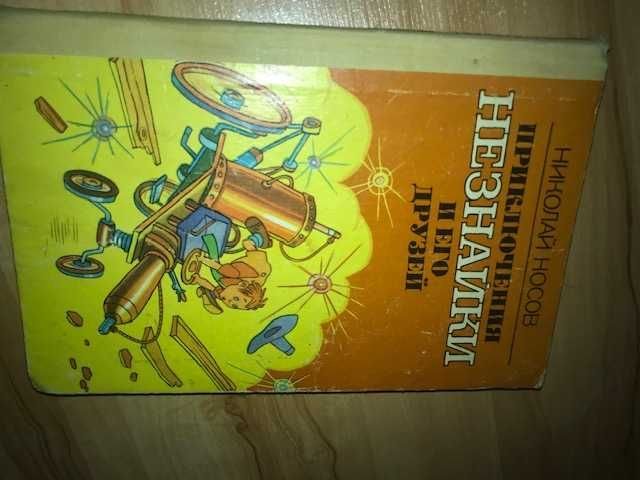 НИКОЛАЙ НОСОВ
ПРИКЛЮЧЕНИЯ
НЕЗНАЙКИ
И ЕГО
ДРУЗЕЙ